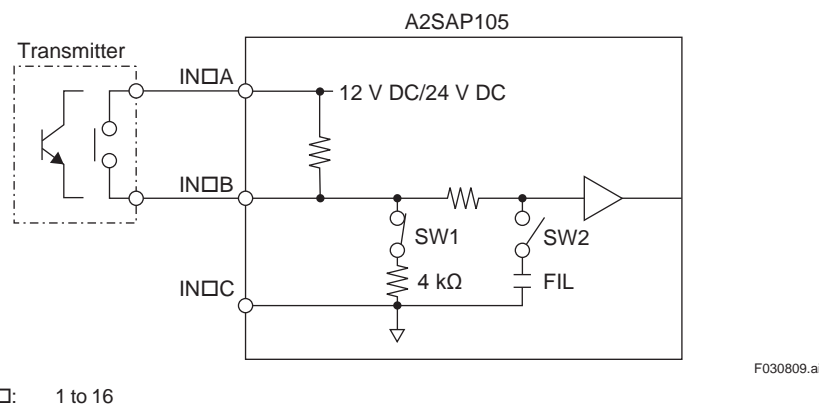 A2SAP105
Transmitter
IN□A
12 V DC/24 V DC
IN□B
SW1
SW2
IN□C
4 kΩ
FIL
F030809.ai
□: 1 to 16